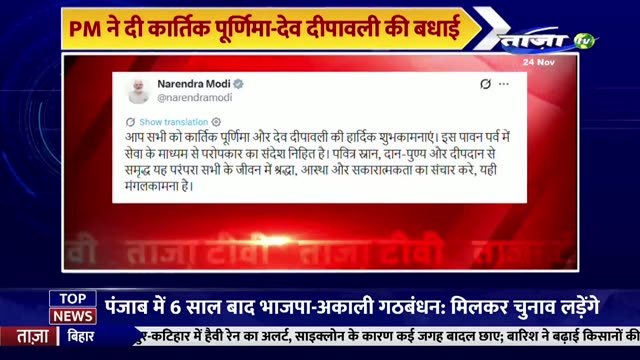 PM ने दी कार्तिक पूर्णिमा-देव दीपावली की बधाई
ताज़ा tv
24 Nov
Narendra Modi
@narendramodi
Show translation
आप सभी को कार्तिक पूर्णिमा और देव दीपावली की हार्दिक शुभकामनाएं। इस पावन पर्व में
सेवा के माध्यम से परोपकार का संदेश निहित है। पवित्र स्नान, दान-पुण्य और दीपदान से
समृद्ध यह परंपरा सभी के जीवन में श्रद्धा, आस्था और सकारात्मकता का संचार करे, यही
मंगलकामना है।
टीवी ताजा टीवी ताजा टीवी
TOP NEWS पंजाब में 6 साल बाद भाजपा-अकाली गठबंधन: मिलकर चुनाव लड़ेंगे
ताज़ा बिहार पुर-कटिहार में हैवी रेन का अलर्ट, साइक्लोन के कारण कई जगह बादल छाए; बारिश ने बढ़ाई किसानों की